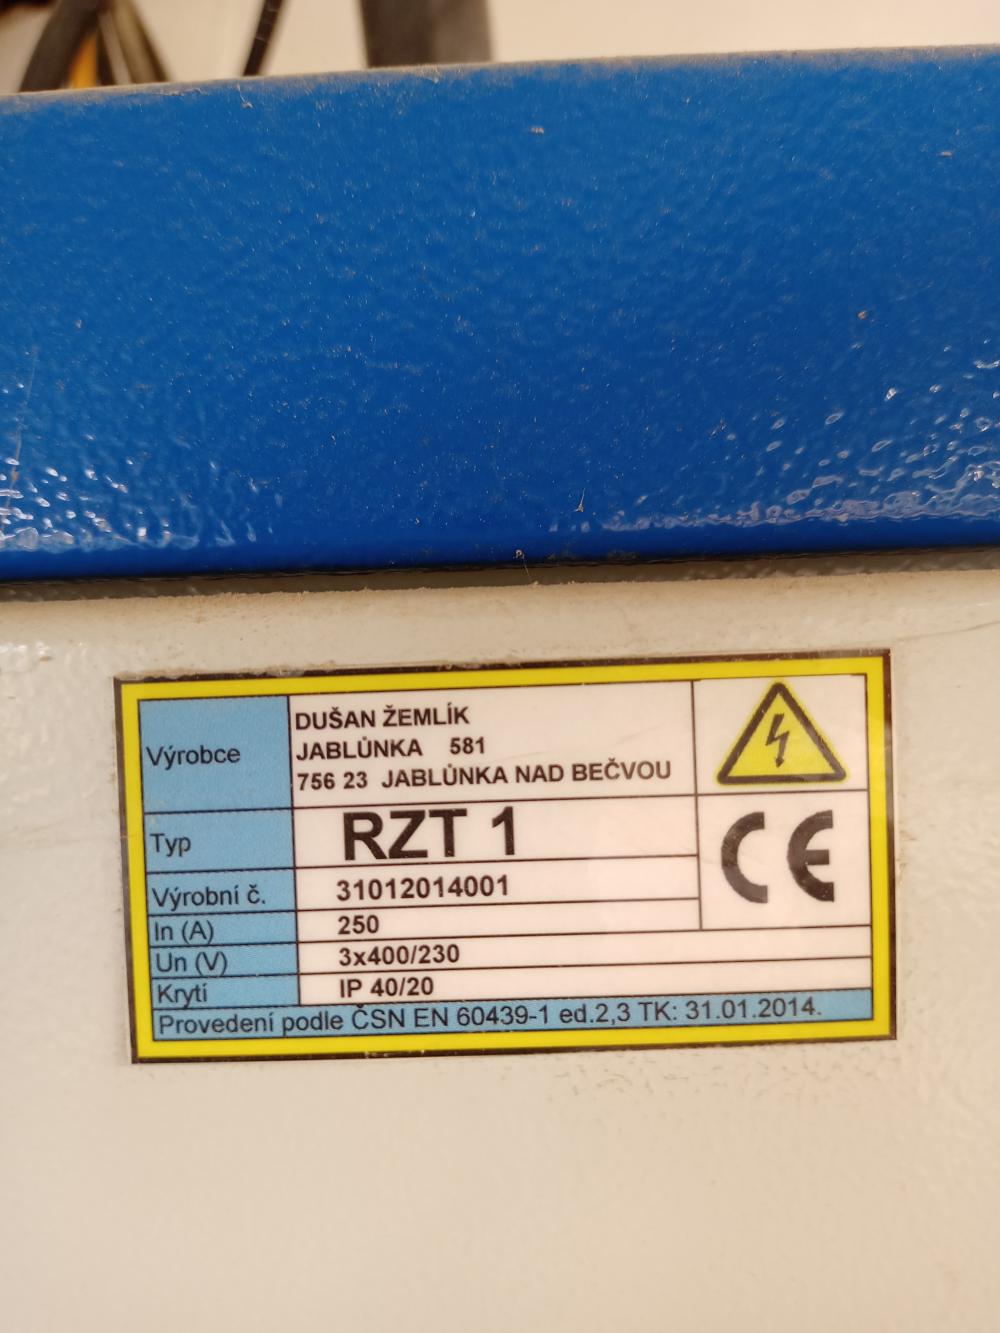 Výrobce
DUŠAN ŽEMLÍK
JABLŮNKA 581
756 23 JABLŮNKA NAD BEČVOU
Typ RZT 1
Výrobní č. 31012014001
In (A) 250
Un (V) 3x400/230
Krytí IP 40/20
Provedení podle ČSN EN 60439-1 ed.2,3 TK: 31.01.2014.
CE